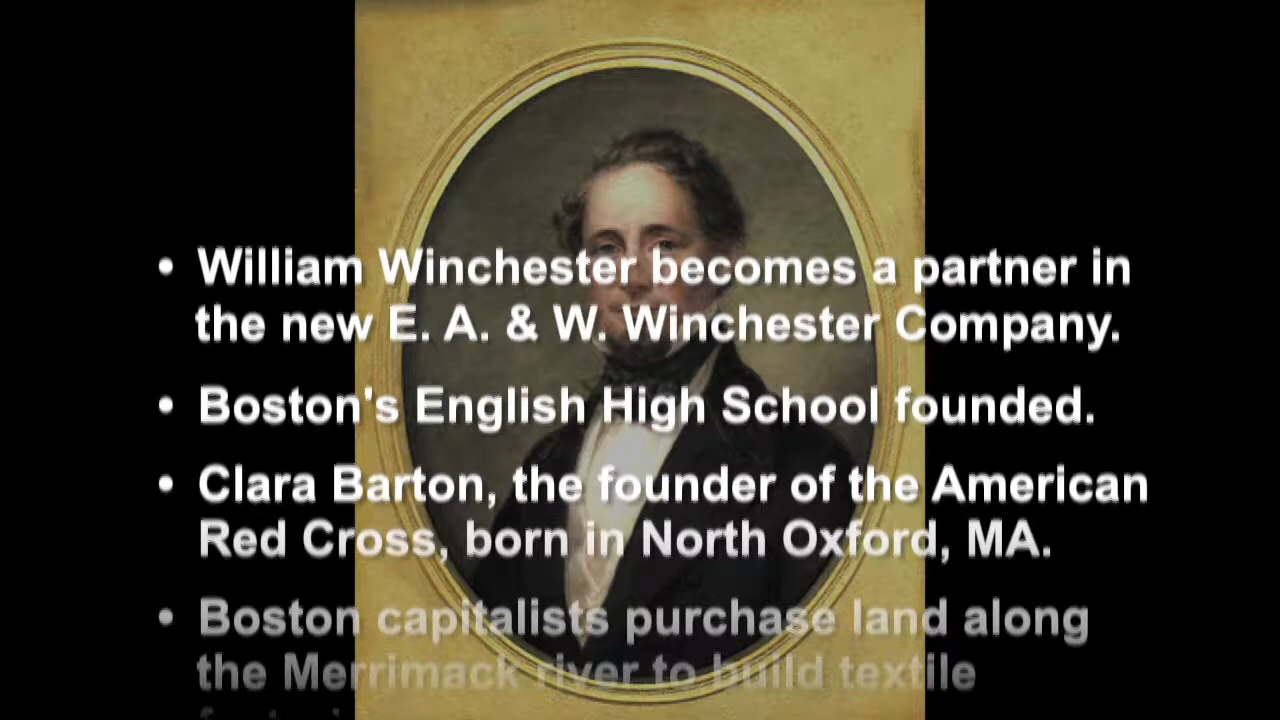 • William Winchester becomes a partner in
the new E. A. & W. Winchester Company.
• Boston's English High School founded.
• Clara Barton, the founder of the American
Red Cross, born in North Oxford, MA.
• Boston capitalists purchase land along
the Merrimack river to build textile